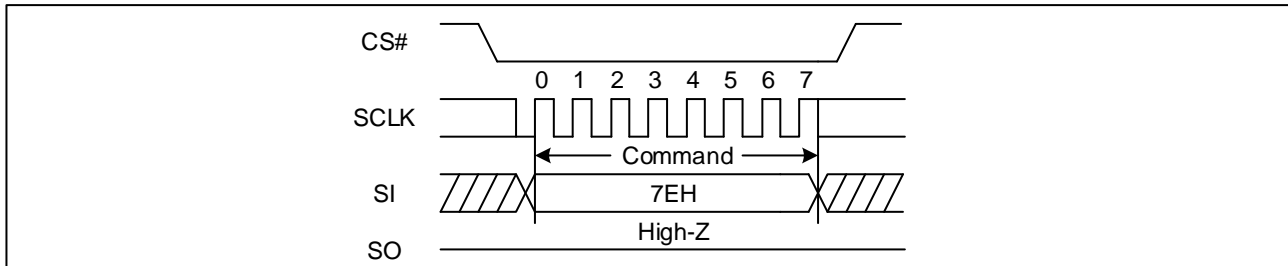 CS#
0 1 2 3 4 5 6 7
SCLK
Command
SI
7EH
High-Z
SO